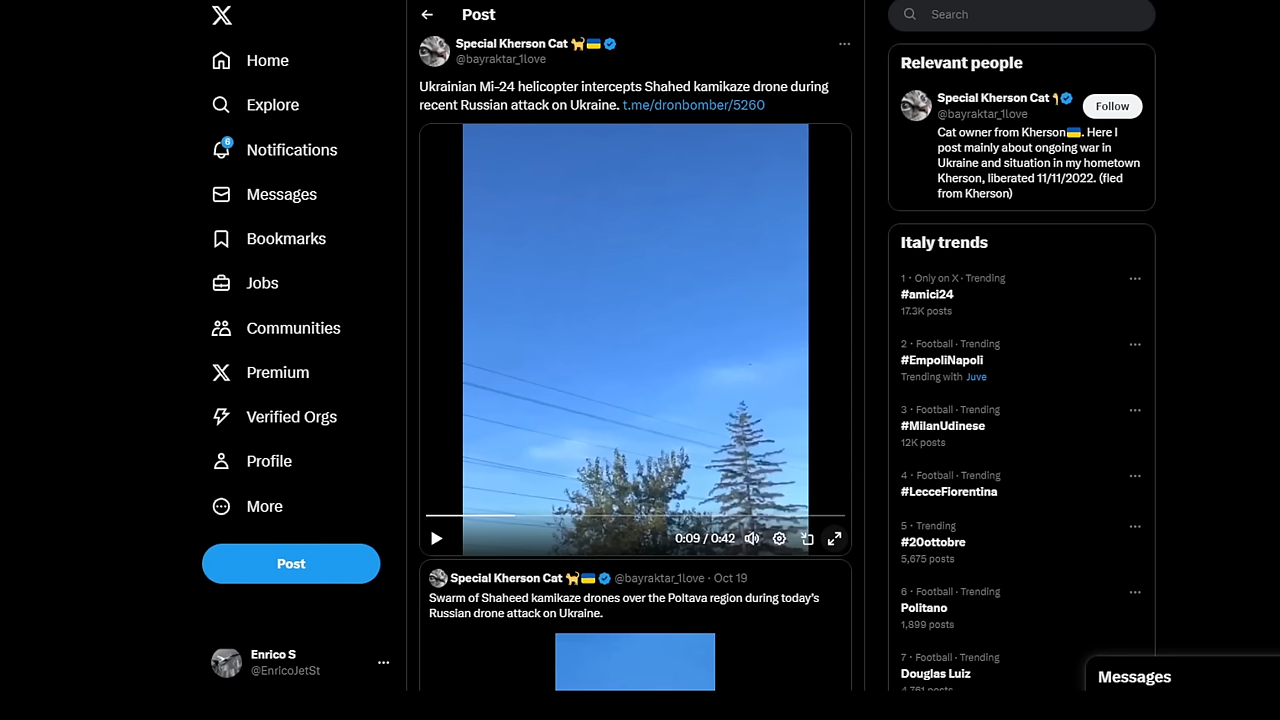 Home
Explore
6
Notifications
Messages
Bookmarks
Jobs
Communities
Premium
Verified Orgs
Profile
More
Post
Enrico S
@EnricoJetSt
Post
Special Kherson Cat 🐈🇺🇦
@bayraktar_1love
Ukrainian Mi-24 helicopter intercepts Shahed kamikaze drone during
recent Russian attack on Ukraine. t.me/dronbomber/5260
0:09 / 0:42
Special Kherson Cat 🐈🇺🇦 @bayraktar_1love · Oct 19
Swarm of Shaheed kamikaze drones over the Poltava region during today's
Russian drone attack on Ukraine.
Search
Relevant people
Special Kherson Cat
@bayraktar_1love
Follow
Cat owner from Kherson🇺🇦. Here I
post mainly about ongoing war in
Ukraine and situation in my hometown
Kherson, liberated 11/11/2022. (fled
from Kherson)
Italy trends
1 · Only on X · Trending
#amici24
17.3K posts
2 · Football · Trending
#EmpoliNapoli
Trending with Juve
3 · Football · Trending
#MilanUdinese
12K posts
4 · Football · Trending
#LecceFiorentina
5 · Trending
#20ottobre
5,675 posts
6 · Football · Trending
Politano
1,899 posts
7 · Football · Trending
Douglas Luiz
4,761 posts
Messages